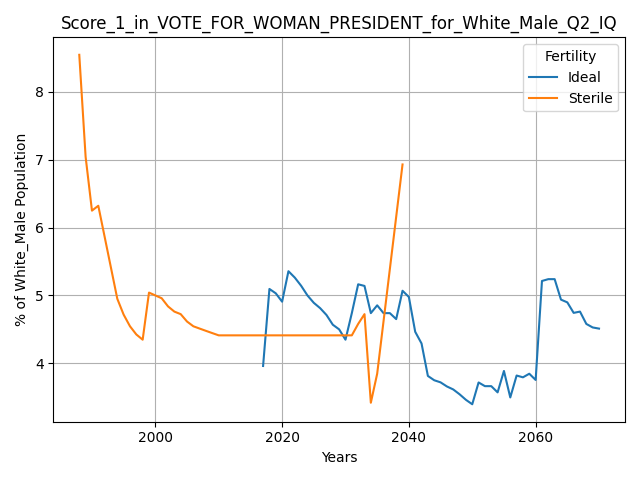 Score_1_in_VOTE_FOR_WOMAN_PRESIDENT_for_White_Male_Q2_IQ
Fertility
Ideal
Sterile
% of White_Male Population
8
7
6
5
4
2000
2020
2040
2060
Years